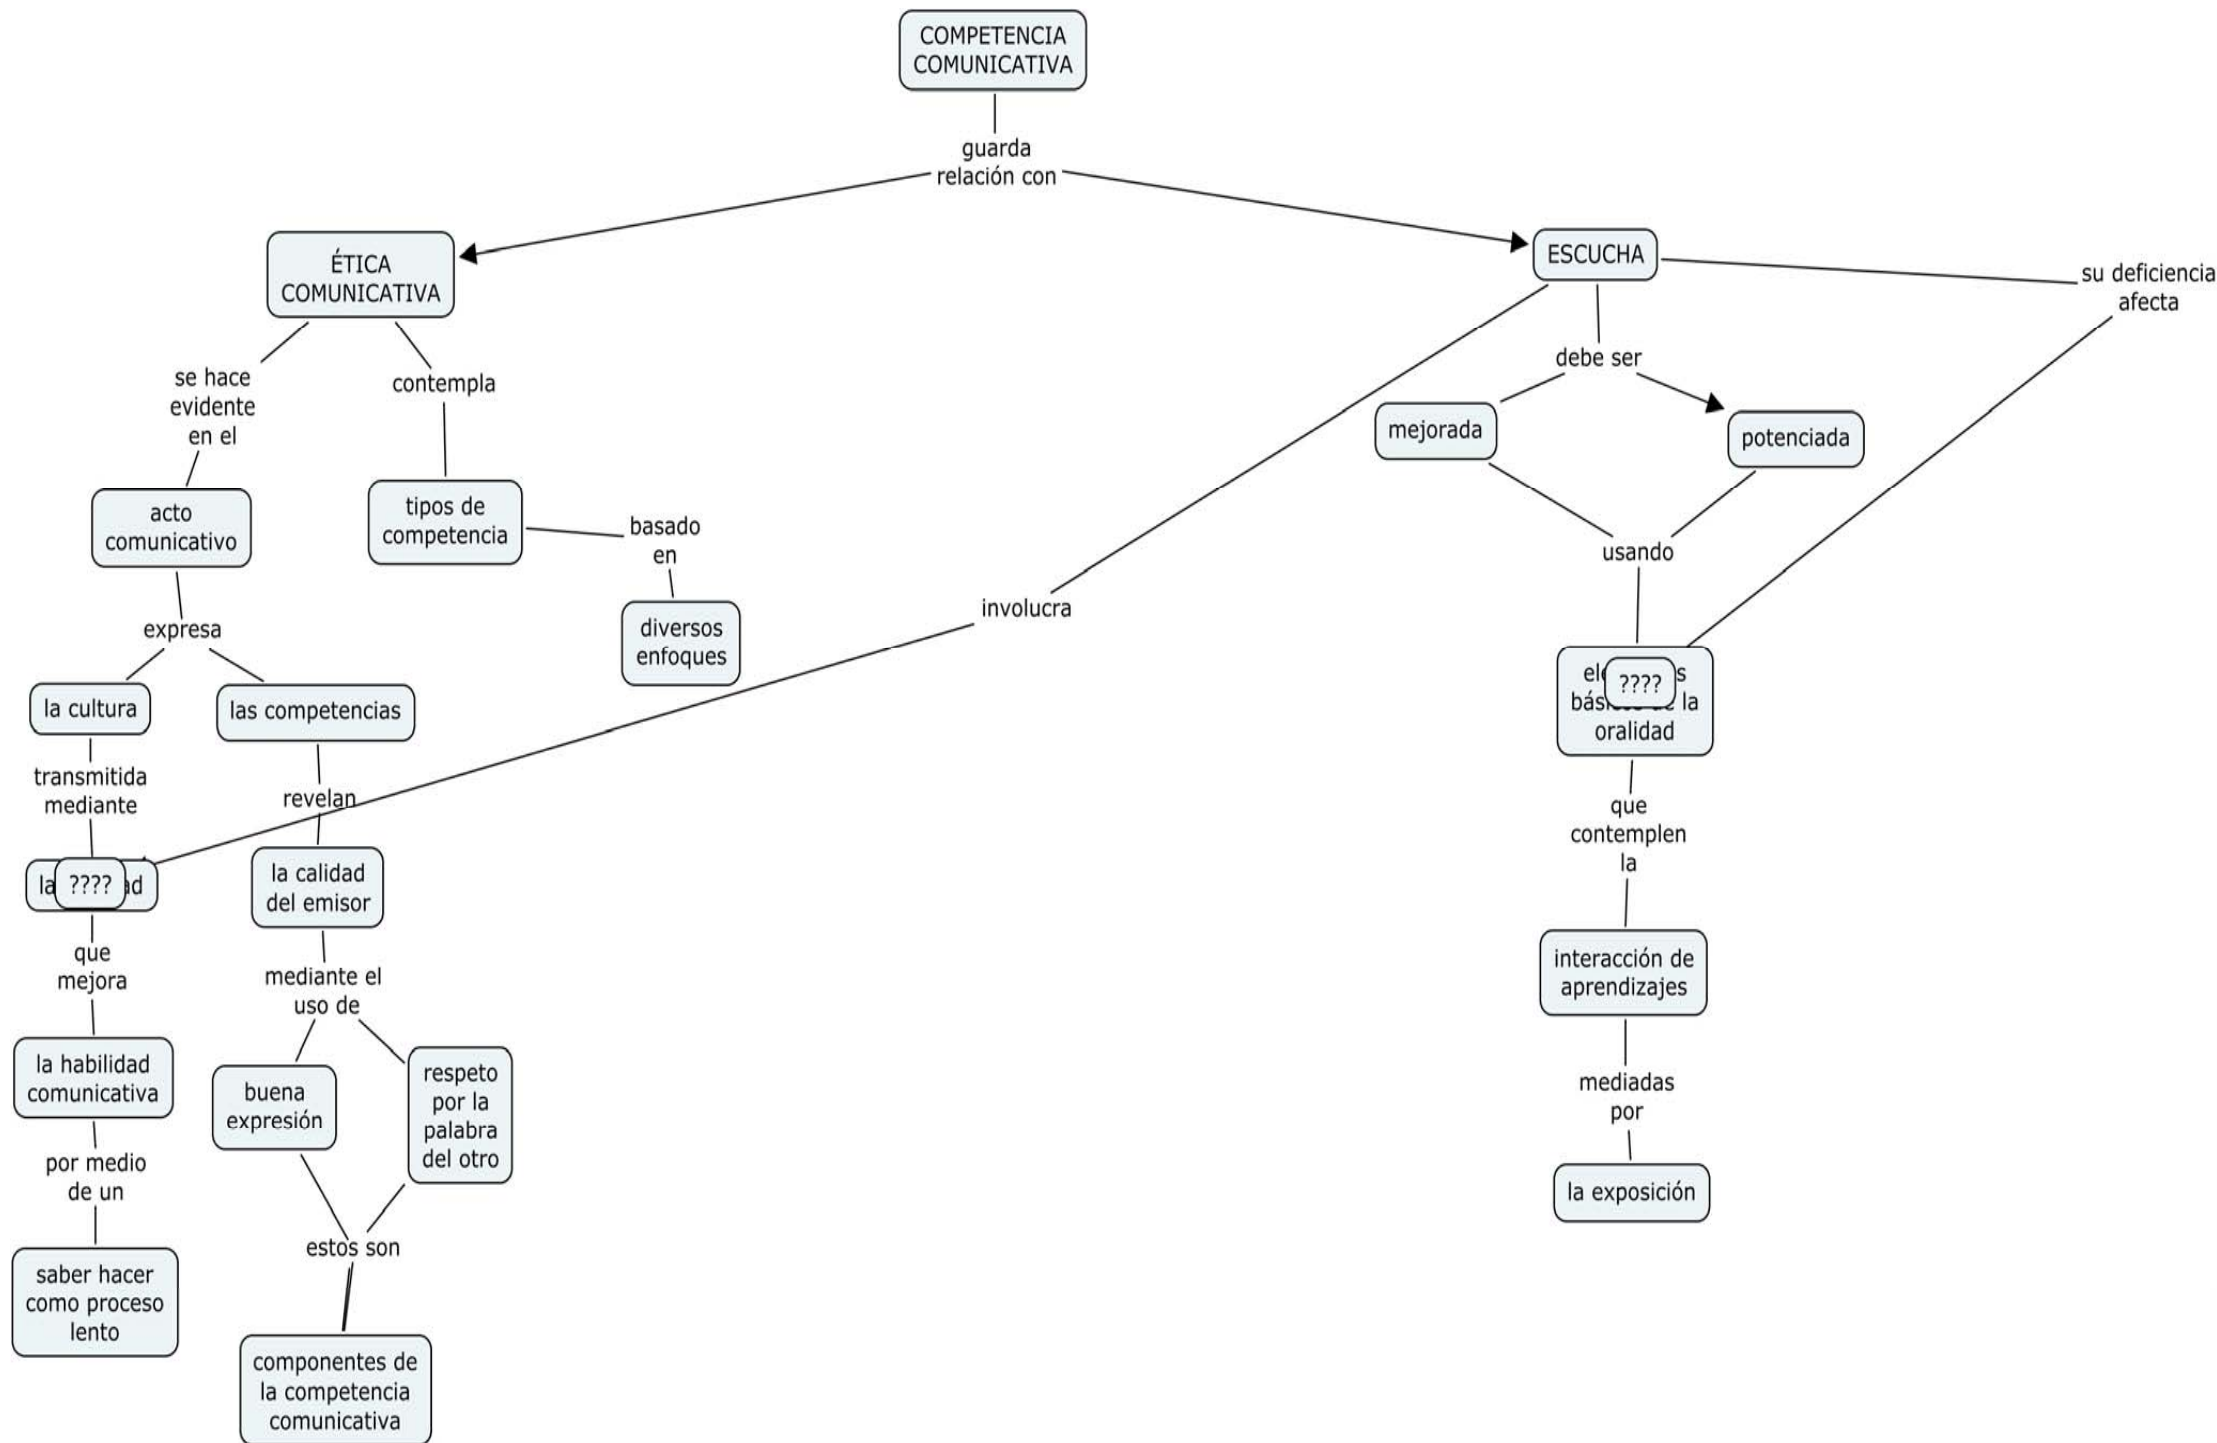 COMPETENCIA
COMUNICATIVA
guarda
relación con
ÉTICA
COMUNICATIVA
ESCUCHA
su deficiencia
afecta
se hace
evidente
en el
contempla
debe ser
mejorada
potenciada
acto
comunicativo
tipos de
competencia
basado
en
usando
diversos
enfoques
involucra
expresa
la cultura
las competencias
????
la
oralidad
transmitida
mediante
revelan
que
contemplen
la
la calidad
del emisor
la ????
que
mejora
mediante el
uso de
interacción de
aprendizajes
la habilidad
comunicativa
buena
expresión
respeto
por la
palabra
del otro
mediadas
por
por medio
de un
la exposición
estos son
saber hacer
como proceso
lento
componentes de
la competencia
comunicativa